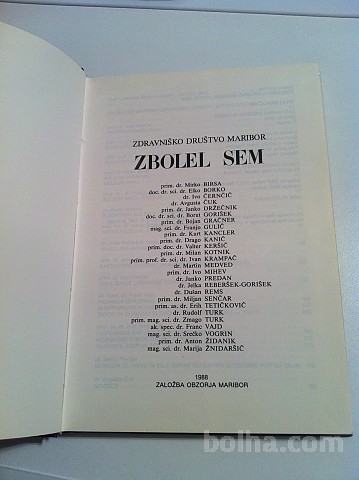 ZDRAVNIŠKO DRUŠTVO MARIBOR
ZBOLEL SEM
prim. dr. Mirko BIRSA
doc. dr. sci. dr. Elko BORKO
dr. Ivo ČERNČIČ
dr. Avgusta ČUK
prim. dr. Janko DRŽEČNIK
doc. dr. sci. dr. Borut GORIŠEK
prim. dr. Bojan GRAČNER
mag. sci. dr. Franjo GULIČ
prim. dr. Kurt KANCLER
prim. dr. Drago KANIČ
prim. doc. dr. Valter KERŠIČ
prim. dr. Milan KOTNIK
prim. prof. dr. sci. dr. Ivan KRAMPAČ
dr. Martin MEDVED
prim. dr. Ivo MIHEV
dr. Janko PREDAN
dr. Jelka REBERŠEK-GORIŠEK
dr. Dušan REMS
prim. dr. Miljan SENČAR
prim. as. dr. Erih TETIČKOVIČ
dr. Rudolf TURK
prim. mag. sci. dr. Zmago TURK
ak. spec. dr. Franc VAJD
mag. sci. dr. Srečko VOGRIN
prim. dr. Anton ŽIDANIK
prim. mag. sci. dr. Marija ŽNIDARŠIČ
1988
ZALOŽBA OBZORJA MARIBOR
bolha.com